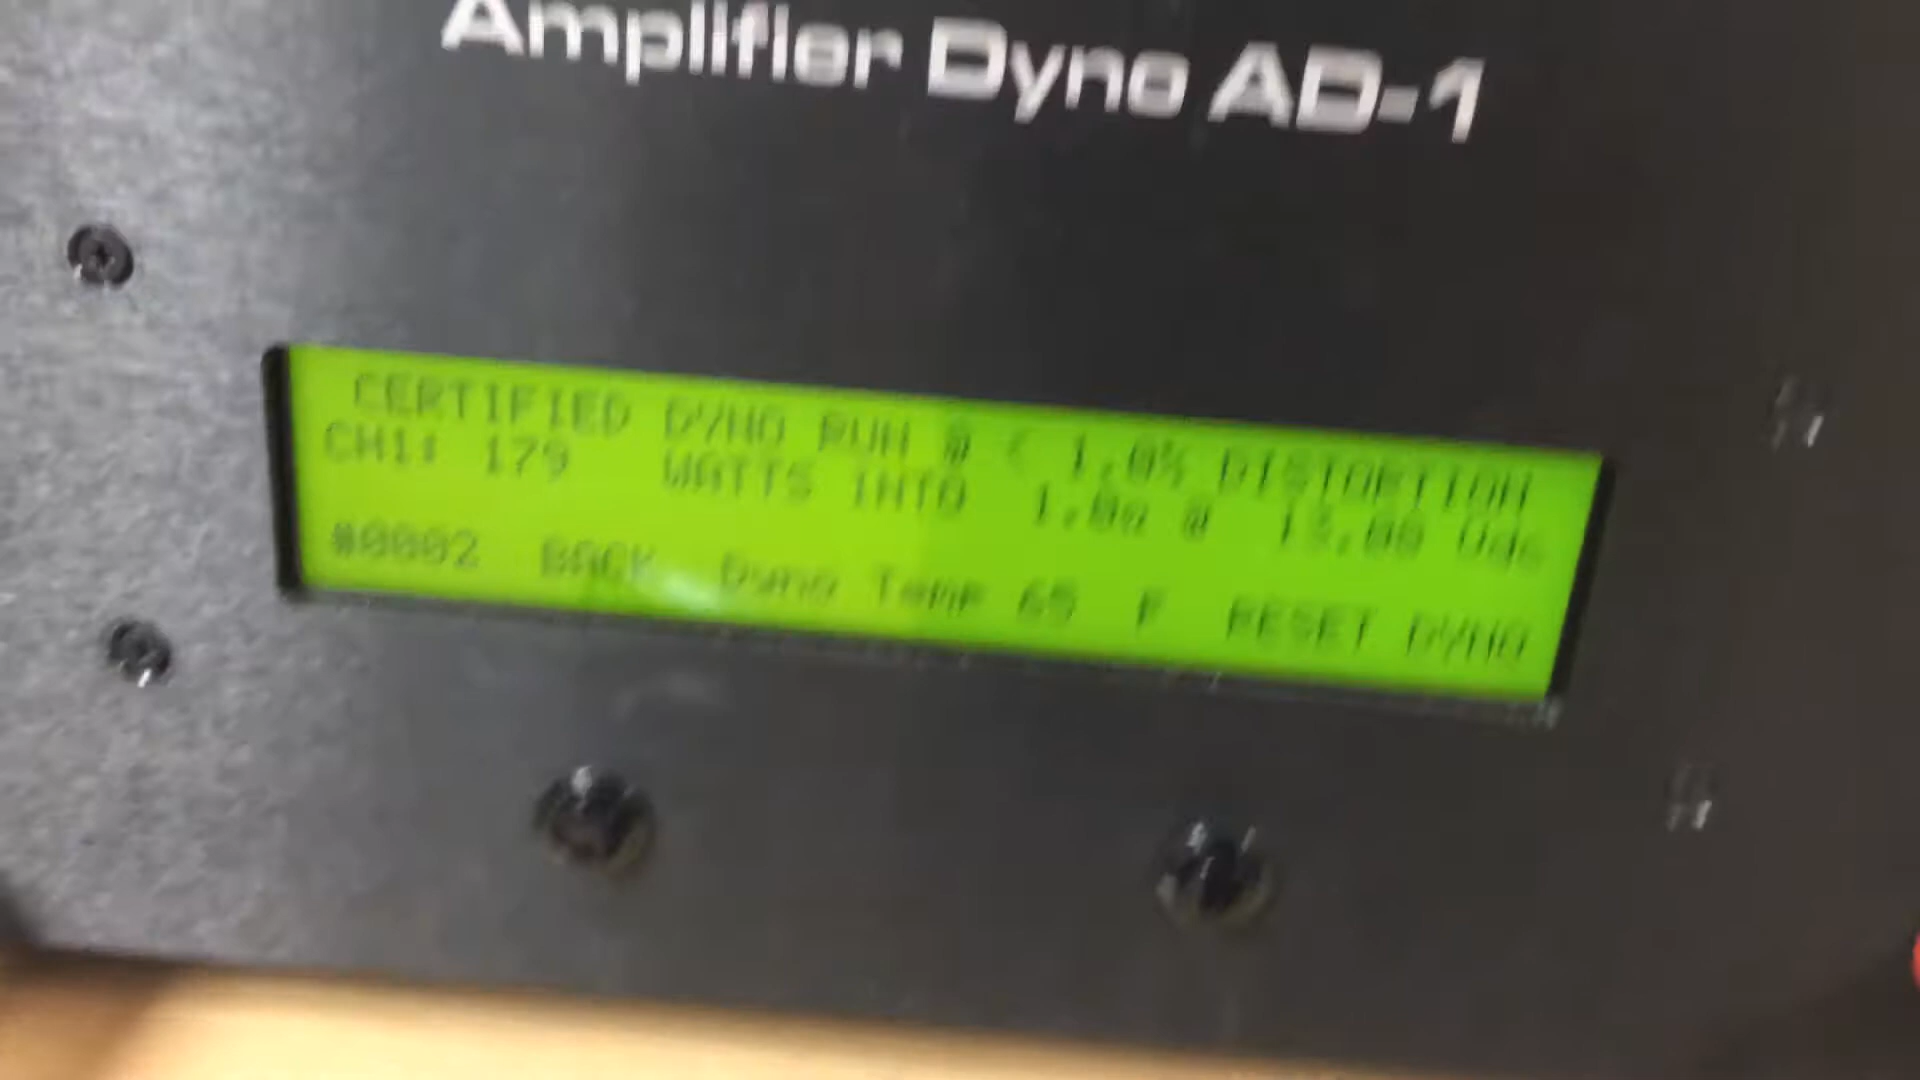 Amplifier Dyno AD-1
CERTIFIED DYNO RUN @ < 1.0% DISTORTION
CH1: 179 WATTS INTO 1.0Ω @ 13.00 Vdc
#0002 BACK Dyno Temp 65 F RESET DYNO